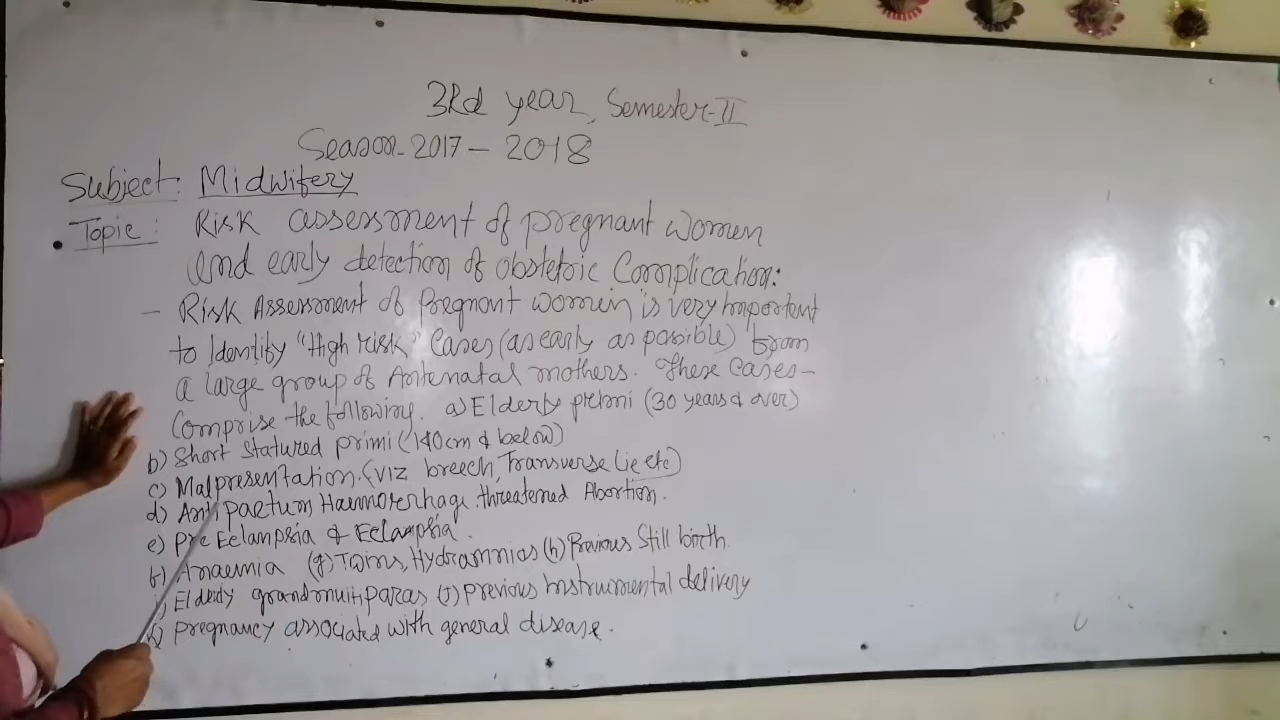 3Rd year, Semester-II
Season-2017-2018
Subject: Midwifery
• Topic: Risk assessment of pregnant women
and early detection of obstetric Complication:
- Risk Assessment of Pregnant women is very Important
to Identify "High risk" Cases (as early as possible) from
a large group of Antenatal mothers. These Cases-
Comprise the following. a) Elderly primi (30 years & over)
b) Short Statured primi (140cm & below)
c) Malpresentation. (viz breech, Transverse lie etc)
d) Antipartum Haemorrhage. threatened Abortion.
e) Pre Eclampsia & Eclampsia.
f) Anaemia (g) Twins, Hydramnios (h) Previous Still birth.
) Elderly grandmultiparas (J) Previous Instrumental delivery
Pregnancy associated with general disease.